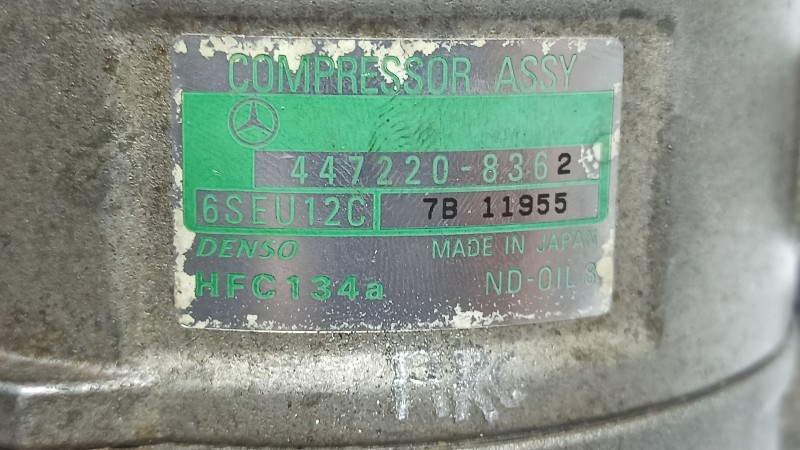 COMPRESSOR ASSY
447220-8362
6SEU12C 7B 11955
DENSO MADE IN JAPAN
HFC134a ND-OIL 8